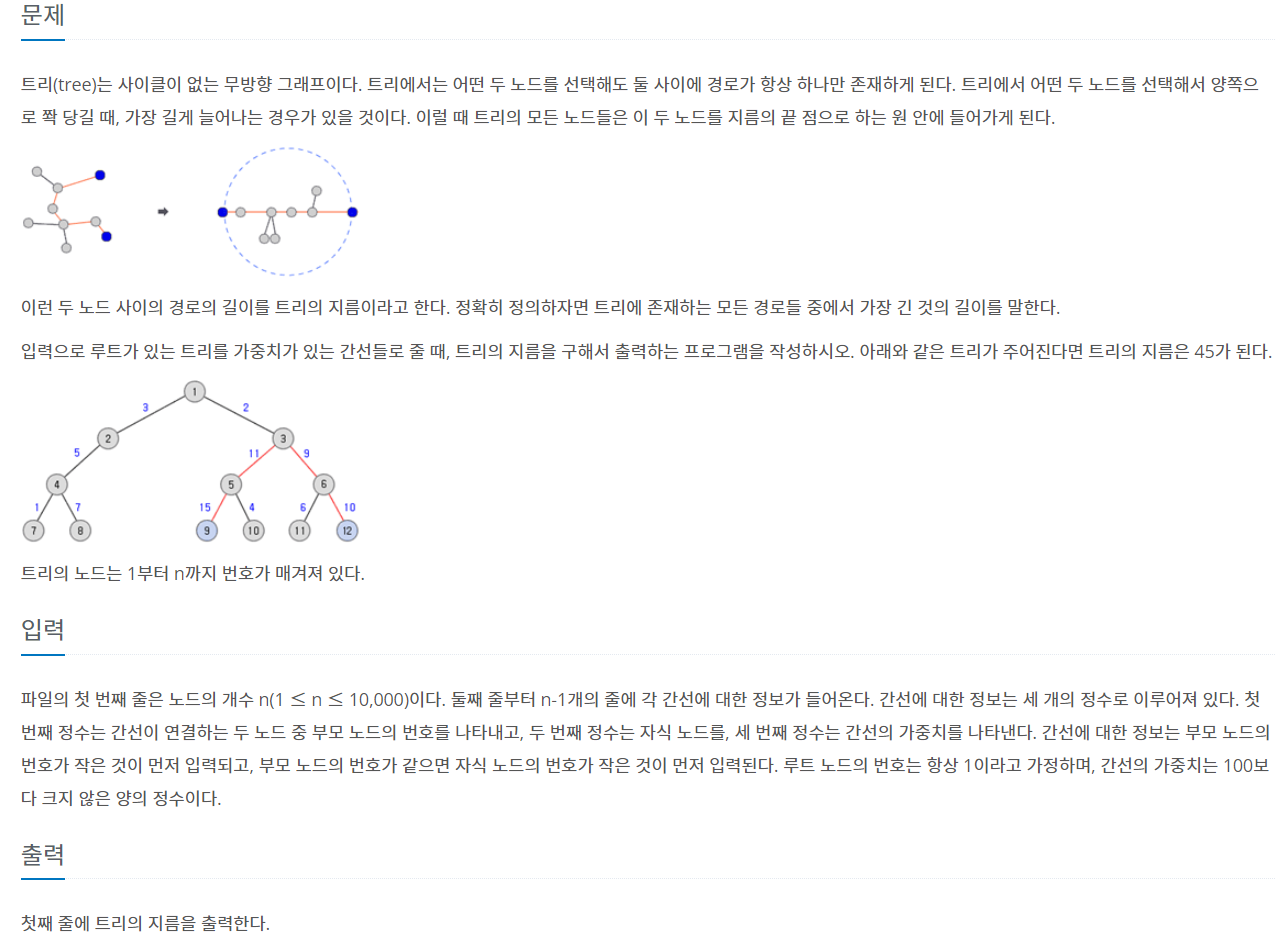 문제
트리(tree)는 사이클이 없는 무방향 그래프이다. 트리에서는 어떤 두 노드를 선택해도 둘 사이에 경로가 항상 하나만 존재하게 된다. 트리에서 어떤 두 노드를 선택해서 양쪽으
로 쫙 당길 때, 가장 길게 늘어나는 경우가 있을 것이다. 이럴 때 트리의 모든 노드들은 이 두 노드를 지름의 끝 점으로 하는 원 안에 들어가게 된다.
이런 두 노드 사이의 경로의 길이를 트리의 지름이라고 한다. 정확히 정의하자면 트리에 존재하는 모든 경로들 중에서 가장 긴 것의 길이를 말한다.
입력으로 루트가 있는 트리를 가중치가 있는 간선들로 줄 때, 트리의 지름을 구해서 출력하는 프로그램을 작성하시오. 아래와 같은 트리가 주어진다면 트리의 지름은 45가 된다.
1
3 2
2 3
5 11 9
4 5 6
1 7 15 4 6 10
7 8 9 10 11 12
트리의 노드는 1부터 n까지 번호가 매겨져 있다.
입력
파일의 첫 번째 줄은 노드의 개수 n(1 ≤ n ≤ 10,000)이다. 둘째 줄부터 n-1개의 줄에 각 간선에 대한 정보가 들어온다. 간선에 대한 정보는 세 개의 정수로 이루어져 있다. 첫
번째 정수는 간선이 연결하는 두 노드 중 부모 노드의 번호를 나타내고, 두 번째 정수는 자식 노드를, 세 번째 정수는 간선의 가중치를 나타낸다. 간선에 대한 정보는 부모 노드의
번호가 작은 것이 먼저 입력되고, 부모 노드의 번호가 같으면 자식 노드의 번호가 작은 것이 먼저 입력된다. 루트 노드의 번호는 항상 1이라고 가정하며, 간선의 가중치는 100보
다 크지 않은 양의 정수이다.
출력
첫째 줄에 트리의 지름을 출력한다.